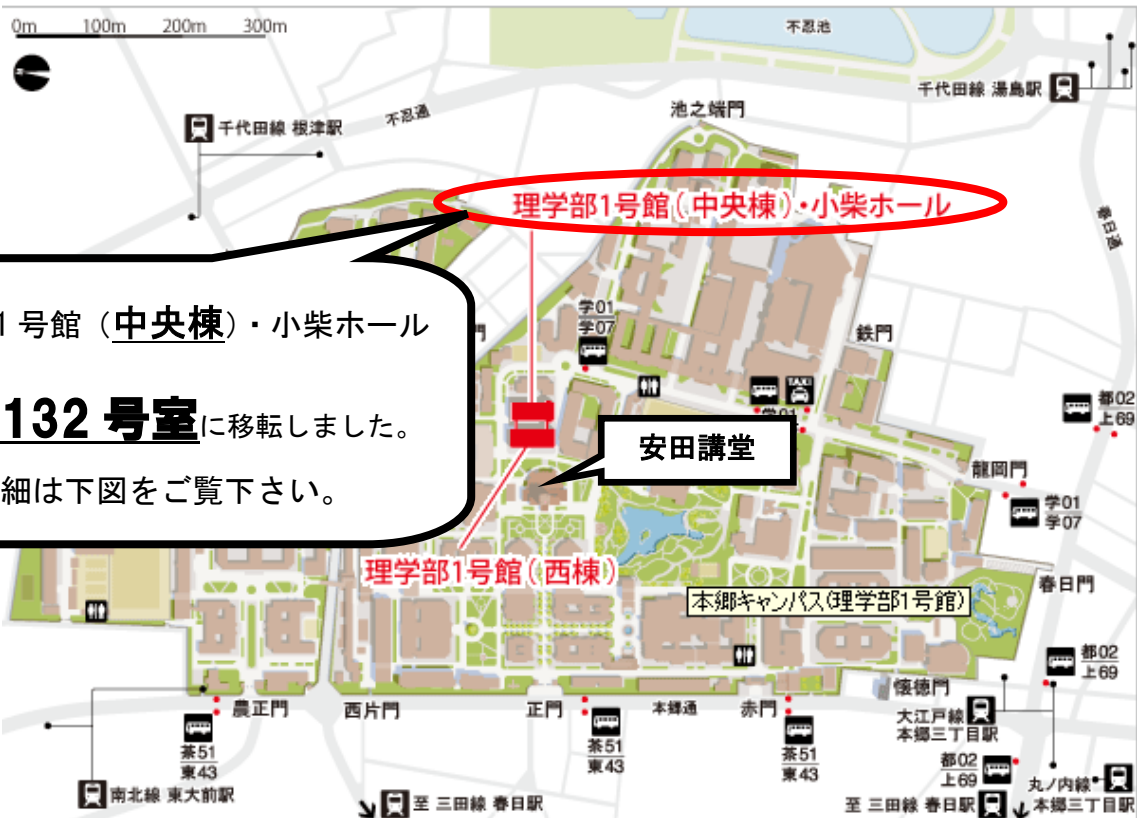 0m 100m 200m 300m
不忍池
千代田線 湯島駅
池之端門
不忍通
千代田線 根津駅
理学部1号館(中央棟)・小柴ホール
春日通
1号館(中央棟)・小柴ホール
132 号室に移転しました。
細は下図をご覧下さい。
門
学01
学07
鉄門
TAXI
学01
都02
上69
安田講堂
龍岡門
学01
学07
理学部1号館(西棟)
本郷キャンパス(理学部1号館)
春日門
都02
上69
懐徳門
大江戸線
本郷三丁目駅
農正門
西片門
正門
本郷通
赤門
茶51
東43
茶51
東43
茶51
東43
都02
上69
丸ノ内線
本郷三丁目駅
南北線 東大前駅
至 三田線 春日駅
至 三田線 春日駅